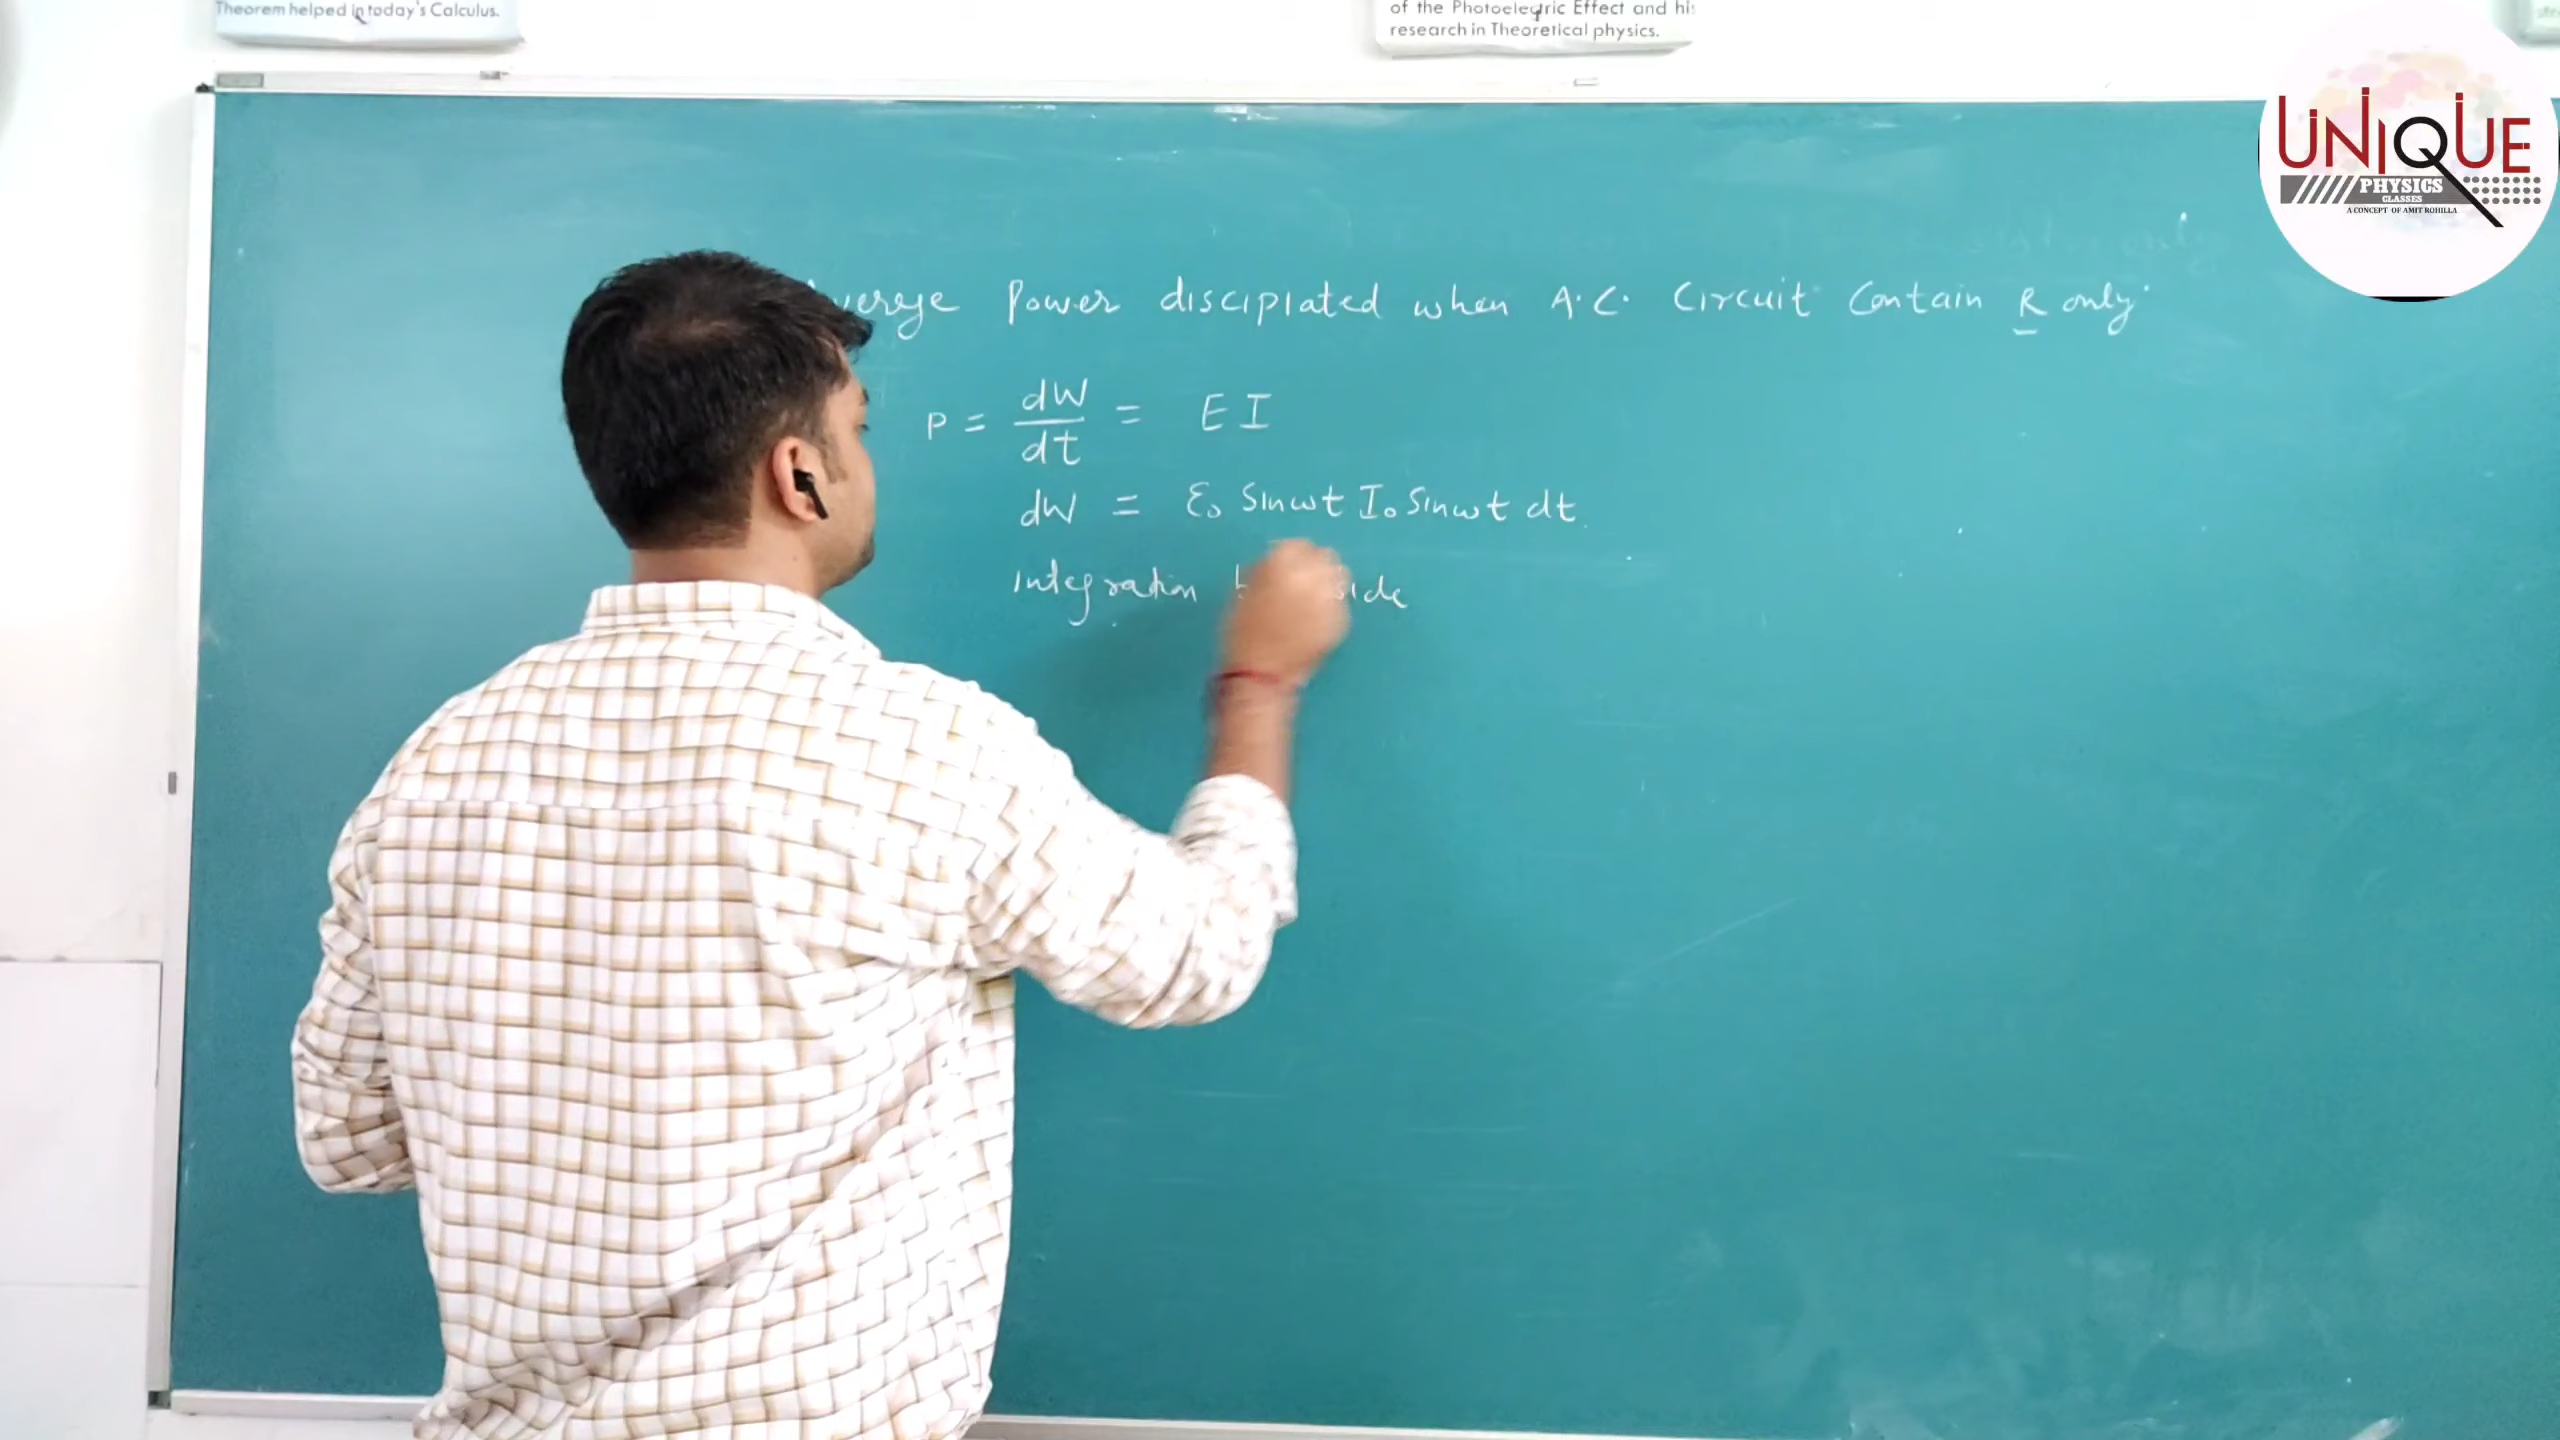 Theorem helped in today's Calculus.
of the Photoelectric Effect and his
research in Theoretical physics.
UNIQUE
PHYSICS
CLASSES
A CONCEPT OF AMIT ROHILLA
Power discipiated when A.C. Circuit Contain R only.
P = dW/dt = E I
dW = E₀ Sinωt I₀ Sinωt dt.
integration side